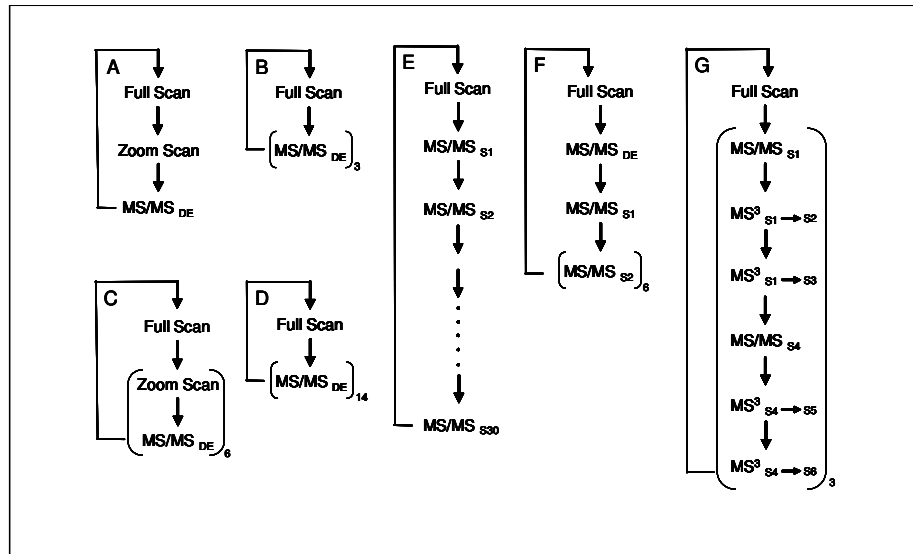 A
Full Scan
Zoom Scan
MS/MS DE
B
Full Scan
(MS/MS DE)3
C
Full Scan
(Zoom Scan
MS/MS DE)6
D
Full Scan
(MS/MS DE)14
E
Full Scan
MS/MS S1
MS/MS S2
MS/MS S30
F
Full Scan
MS/MS DE
MS/MS S1
(MS/MS S2)6
G
Full Scan
(MS/MS S1
MS³ S1→S2
MS³ S1→S3
MS/MS S4
MS³ S4→S5
MS³ S4→S6)3